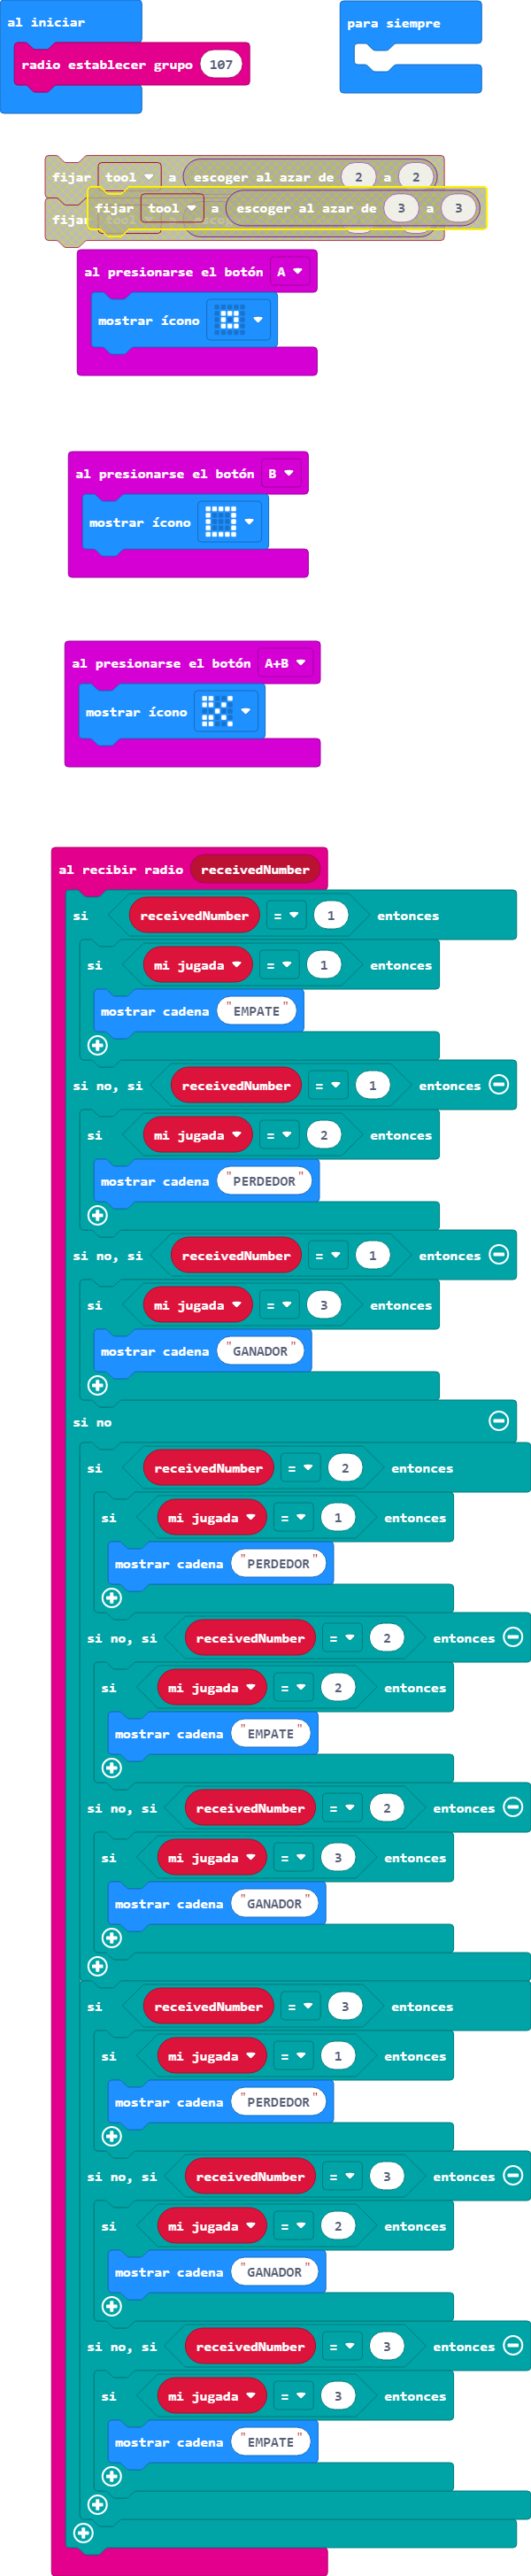 al iniciar
radio establecer grupo 107
para siempre
fijar tool a escoger al azar de 2 a 2
fijar
fijar tool a escoger al azar de 3 a 3
al presionarse el botón A
mostrar ícono
al presionarse el botón B
mostrar ícono
al presionarse el botón A+B
mostrar ícono
al recibir radio receivedNumber
si receivedNumber = 1 entonces
si mi jugada = 1 entonces
mostrar cadena "EMPATE"
si no, si receivedNumber = 1 entonces
si mi jugada = 2 entonces
mostrar cadena "PERDEDOR"
si no, si receivedNumber = 1 entonces
si mi jugada = 3 entonces
mostrar cadena "GANADOR"
si no
si receivedNumber = 2 entonces
si mi jugada = 1 entonces
mostrar cadena "PERDEDOR"
si no, si receivedNumber = 2 entonces
si mi jugada = 2 entonces
mostrar cadena "EMPATE"
si no, si receivedNumber = 2 entonces
si mi jugada = 3 entonces
mostrar cadena "GANADOR"
si receivedNumber = 3 entonces
si mi jugada = 1 entonces
mostrar cadena "PERDEDOR"
si no, si receivedNumber = 3 entonces
si mi jugada = 2 entonces
mostrar cadena "GANADOR"
si no, si receivedNumber = 3 entonces
si mi jugada = 3 entonces
mostrar cadena "EMPATE"